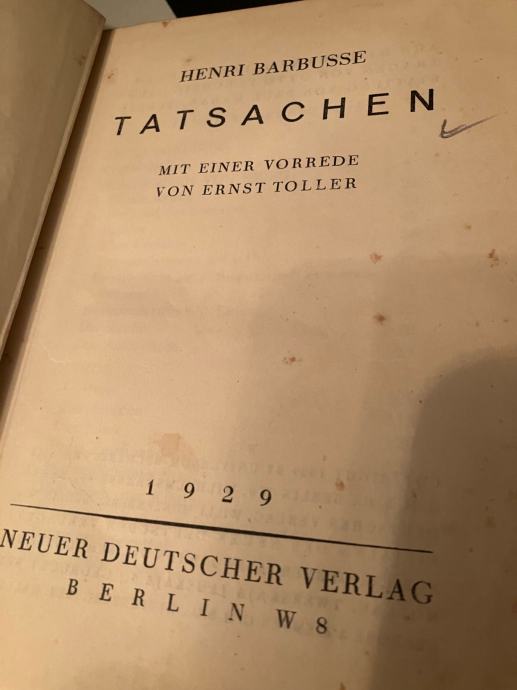 HENRI BARBUSSE
TATSACHEN
MIT EINER VORREDE
VON ERNST TOLLER
1929
NEUER DEUTSCHER VERLAG
BERLIN W 8